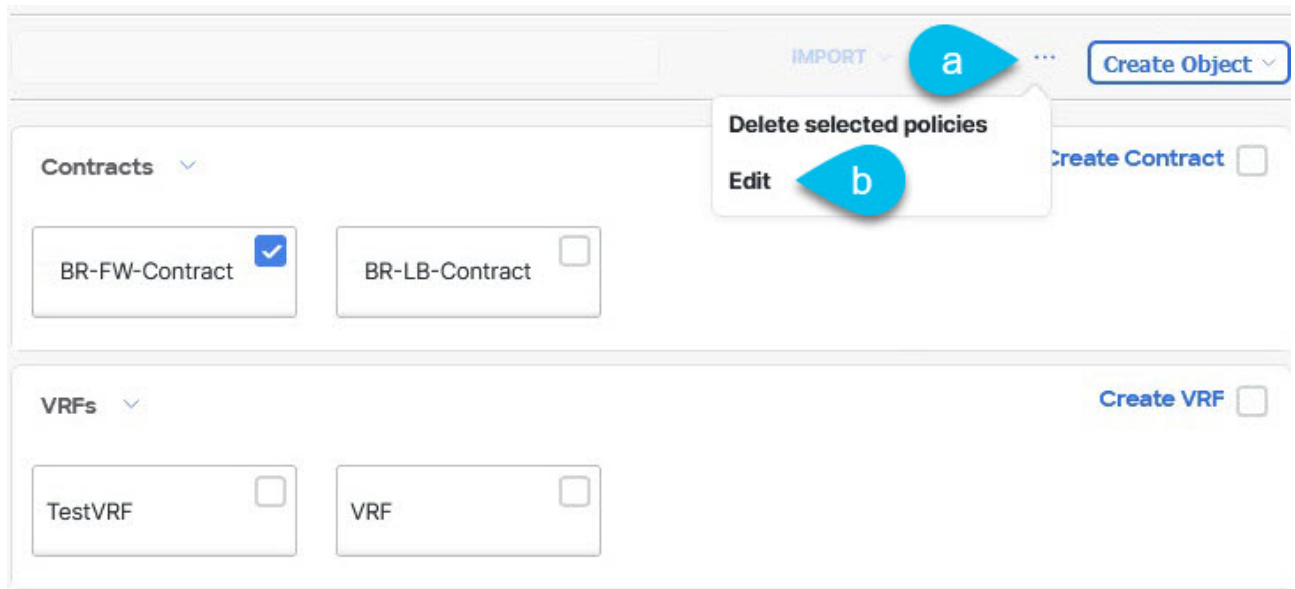 IMPORT a ... Create Object
Delete selected policies
Contracts Create Contract
Edit b
BR-FW-Contract BR-LB-Contract
VRFs Create VRF
TestVRF VRF